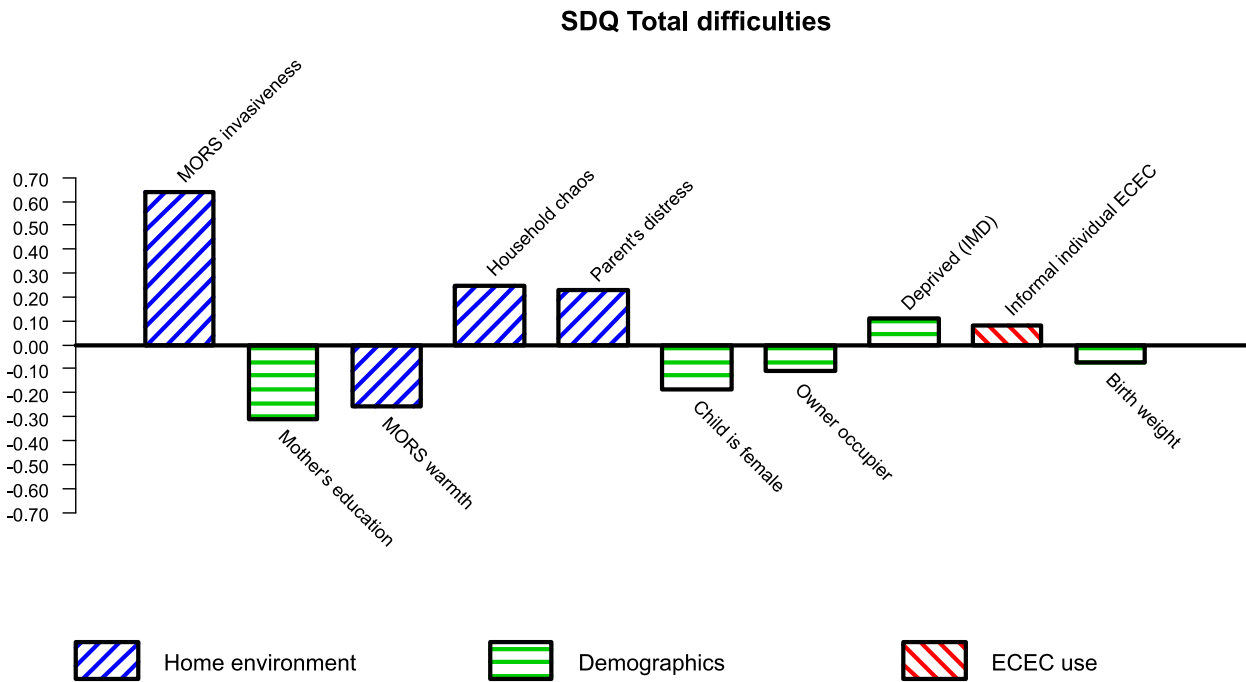 SDQ Total difficulties
MORS invasiveness
Household chaos
Parent's distress
Deprived (IMD)
Informal individual ECEC
0.70
0.60
0.50
0.40
0.30
0.20
0.10
0.00
-0.10
-0.20
-0.30
-0.40
-0.50
-0.60
-0.70
Mother's education
MORS warmth
Child is female
Owner occupier
Birth weight
Home environment
Demographics
ECEC use